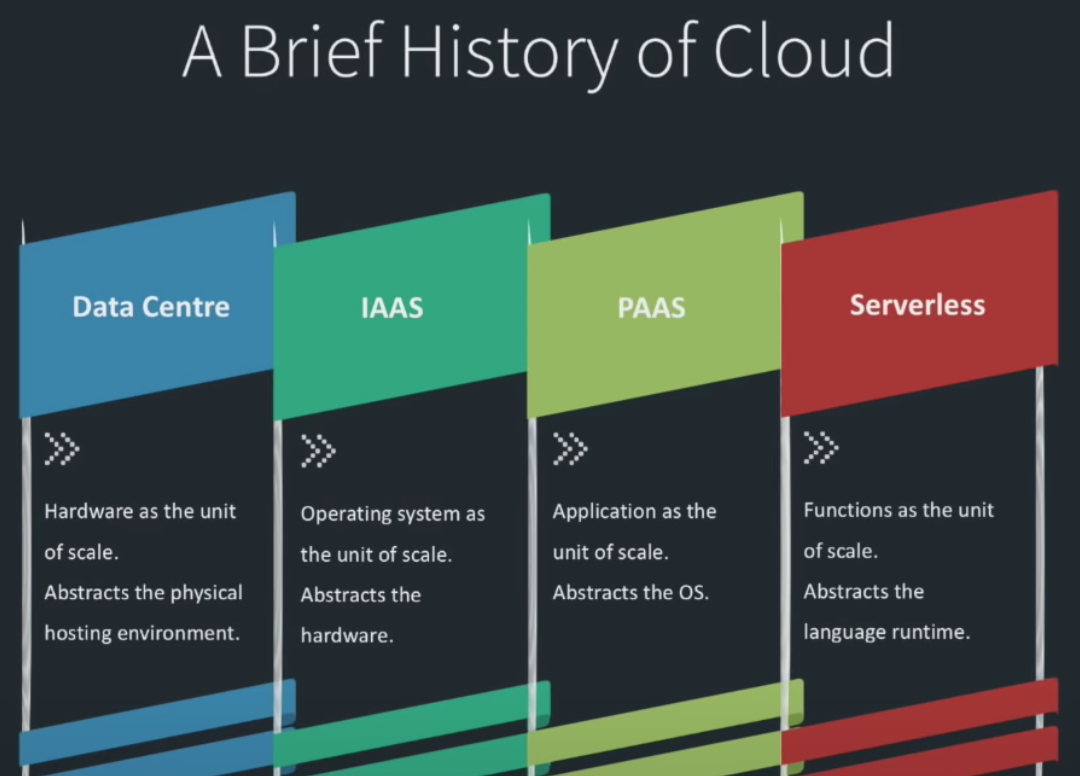 A Brief History of Cloud
Data Centre
Hardware as the unit
of scale.
Abstracts the physical
hosting environment.
IAAS
Operating system as
the unit of scale.
Abstracts the
hardware.
PAAS
Application as the
unit of scale.
Abstracts the OS.
Serverless
Functions as the unit
of scale.
Abstracts the
language runtime.